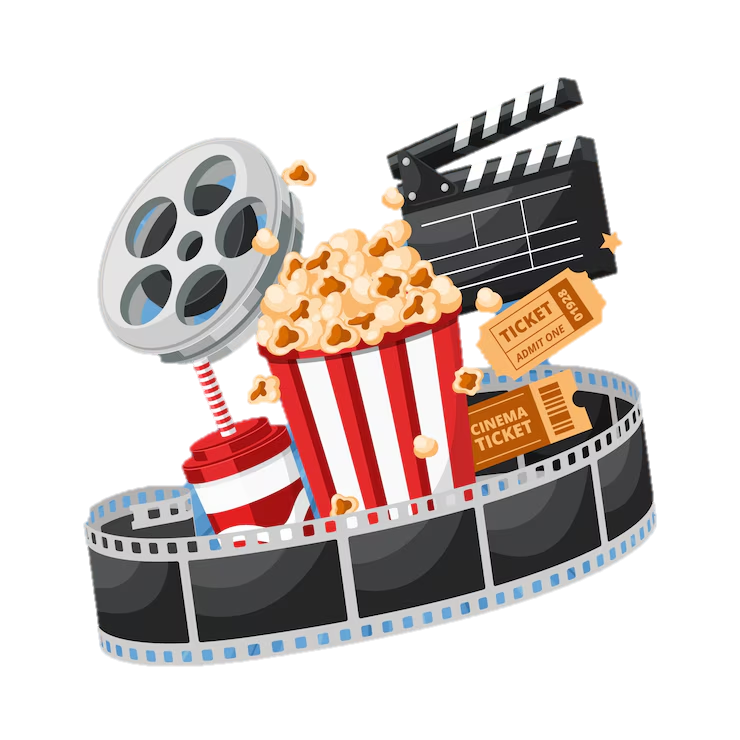 TICKET
01928
ADMIT ONE
CINEMA
TICKET